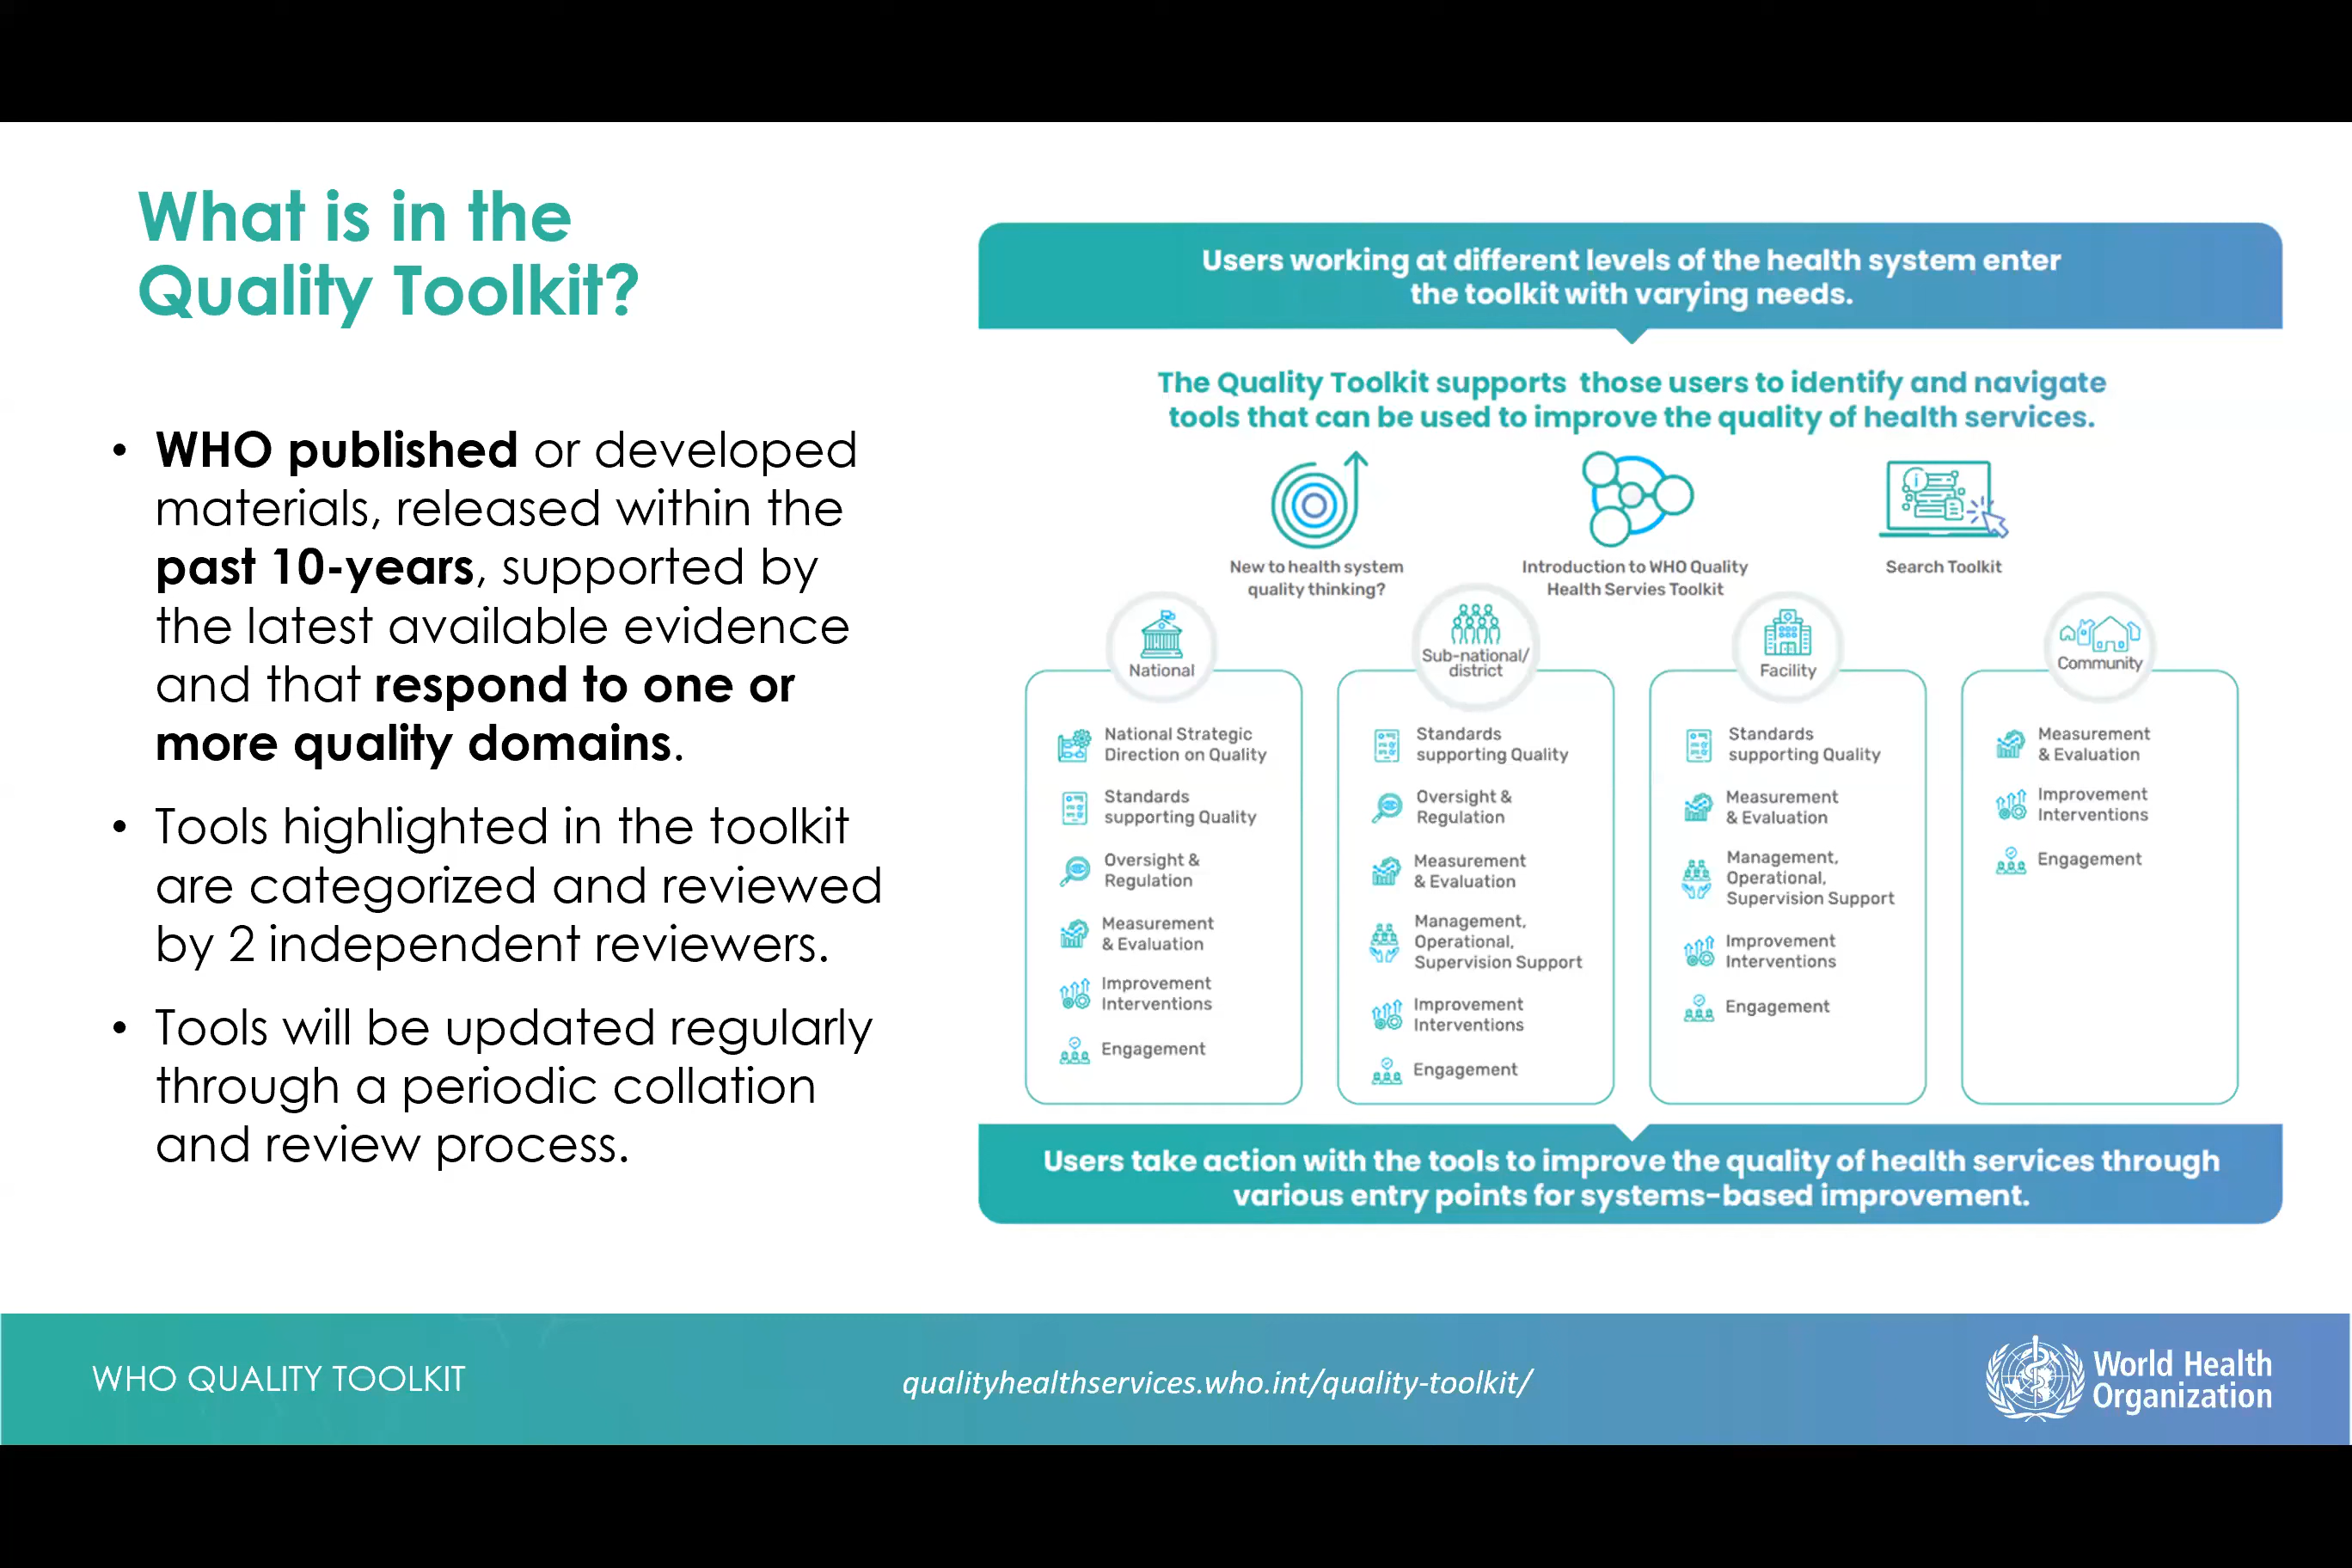 What is in the
Quality Toolkit?
• WHO published or developed
materials, released within the
past 10-years, supported by
the latest available evidence
and that respond to one or
more quality domains.
• Tools highlighted in the toolkit
are categorized and reviewed
by 2 independent reviewers.
• Tools will be updated regularly
through a periodic collation
and review process.
Users working at different levels of the health system enter
the toolkit with varying needs.
The Quality Toolkit supports those users to identify and navigate
tools that can be used to improve the quality of health services.
New to health system
quality thinking?
Introduction to WHO Quality
Health Servies Toolkit
Search Toolkit
National
National Strategic
Direction on Quality
Standards
supporting Quality
Oversight &
Regulation
Measurement
& Evaluation
Improvement
Interventions
Engagement
Sub-national/
district
Standards
supporting Quality
Oversight &
Regulation
Measurement
& Evaluation
Management,
Operational,
Supervision Support
Improvement
Interventions
Engagement
Facility
Standards
supporting Quality
Measurement
& Evaluation
Management,
Operational,
Supervision Support
Improvement
Interventions
Engagement
Community
Measurement
& Evaluation
Improvement
Interventions
Engagement
Users take action with the tools to improve the quality of health services through
various entry points for systems-based improvement.
WHO QUALITY TOOLKIT
qualityhealthservices.who.int/quality-toolkit/
World Health
Organization